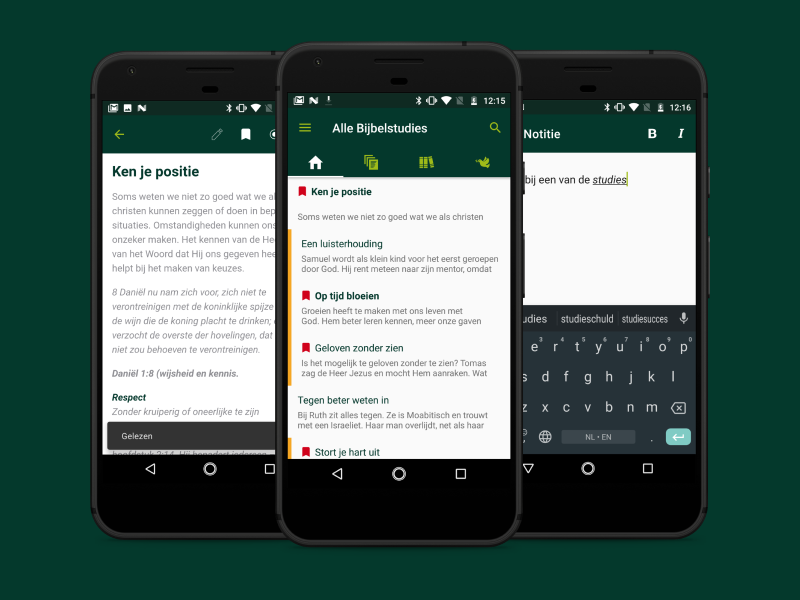 Ken je positie
Soms weten we niet zo goed wat we al
christen kunnen zeggen of doen in bep
situaties. Omstandigheden kunnen ons
onzeker maken. Het kennen van de He
van het Woord dat Hij ons gegeven hee
helpt bij het maken van keuzes.
8 Daniël nu nam zich voor, zich niet te
verontreinigen met de koninklijke spijze
de wijn die de koning placht te drinken;
verzocht de overste der hovelingen, dat
niet zou behoeven te verontreinigen.
Daniël 1:8 (wijsheid en kennis.
Respect
Zonder kruiperig of oneerlijke te zijn
Gelezen
12:15
Alle Bijbelstudies
Ken je positie
Soms weten we niet zo goed wat we als christen
Een luisterhouding
Samuel wordt als klein kind voor het eerst geroepen
door God. Hij rent meteen naar zijn mentor, omdat
Op tijd bloeien
Groeien heeft te maken met ons leven met
God. Hem beter leren kennen, meer onze gaven
Geloven zonder zien
Is het mogelijk te geloven zonder te zien? Tomas
zag de Heer Jezus en mocht Hem aanraken. Wat
Tegen beter weten in
Bij Ruth zit alles tegen. Ze is Moabitisch en trouwt
met een Israeliet. Haar man overlijdt, net als haar
Stort je hart uit
12:16
Notitie B I
bij een van de studies
udies studieschuld studiesucces
3 4 5 6 7 8 9 0
e r t y u i o p
s d f g h j k l
z x c v b n m
NL • EN .